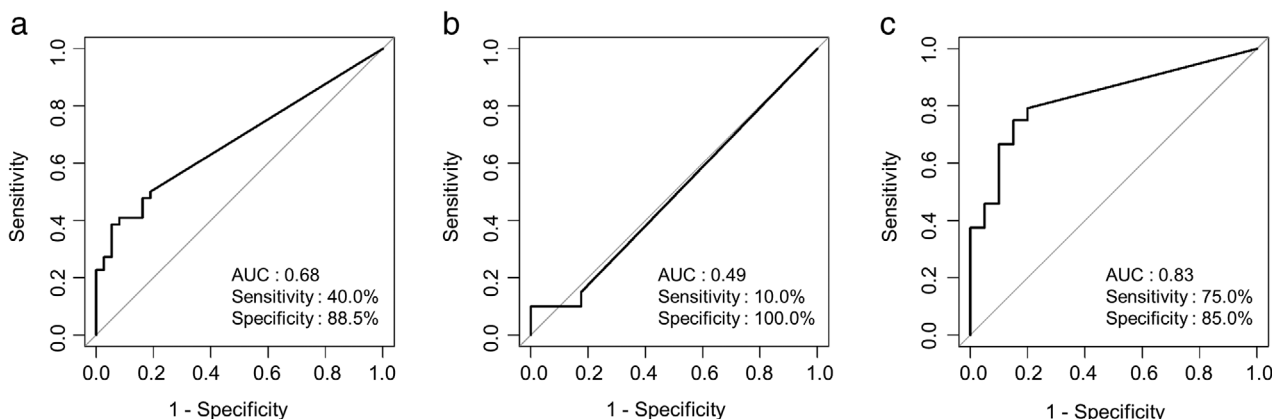 a
1.0
0.8
0.6
0.4
0.2
0.0
Sensitivity
AUC : 0.68
Sensitivity : 40.0%
Specificity : 88.5%
0.0 0.2 0.4 0.6 0.8 1.0
1 - Specificity
b
1.0
0.8
0.6
0.4
0.2
0.0
Sensitivity
AUC : 0.49
Sensitivity : 10.0%
Specificity : 100.0%
0.0 0.2 0.4 0.6 0.8 1.0
1 - Specificity
c
1.0
0.8
0.6
0.4
0.2
0.0
Sensitivity
AUC : 0.83
Sensitivity : 75.0%
Specificity : 85.0%
0.0 0.2 0.4 0.6 0.8 1.0
1 - Specificity